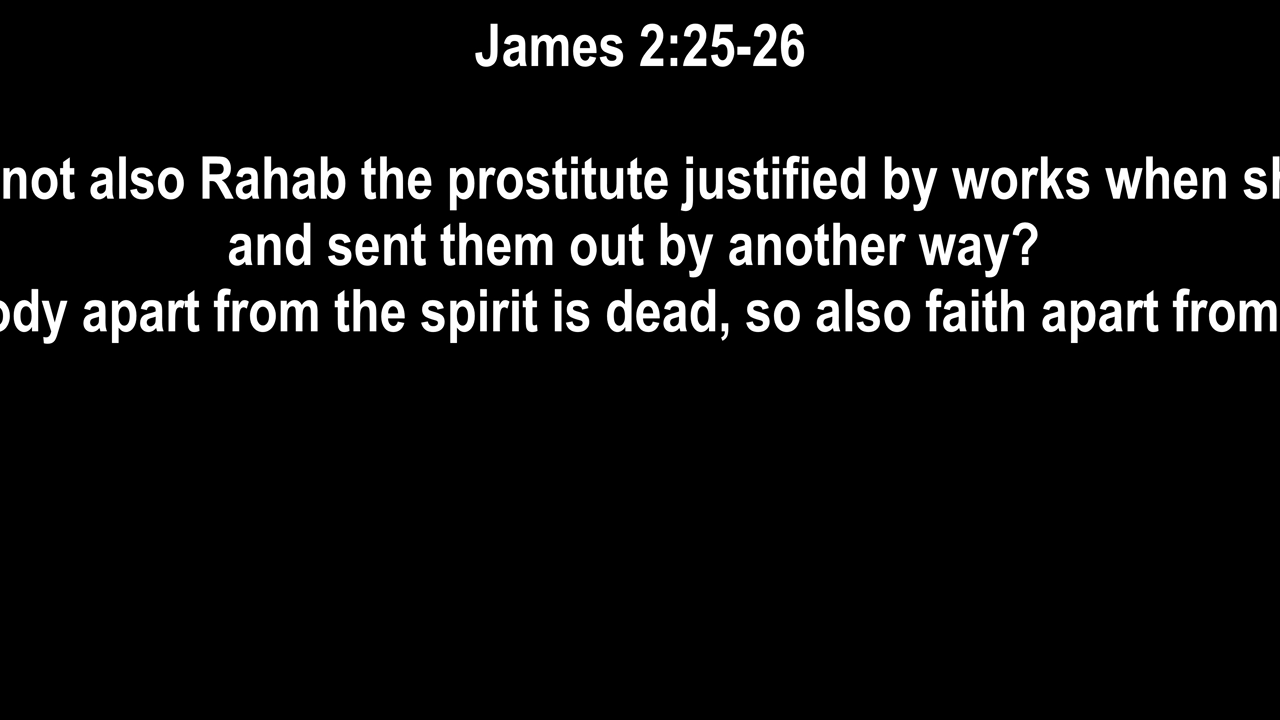 James 2:25-26
not also Rahab the prostitute justified by works when
and sent them out by another way?
apart from the spirit is dead, so also faith apart from